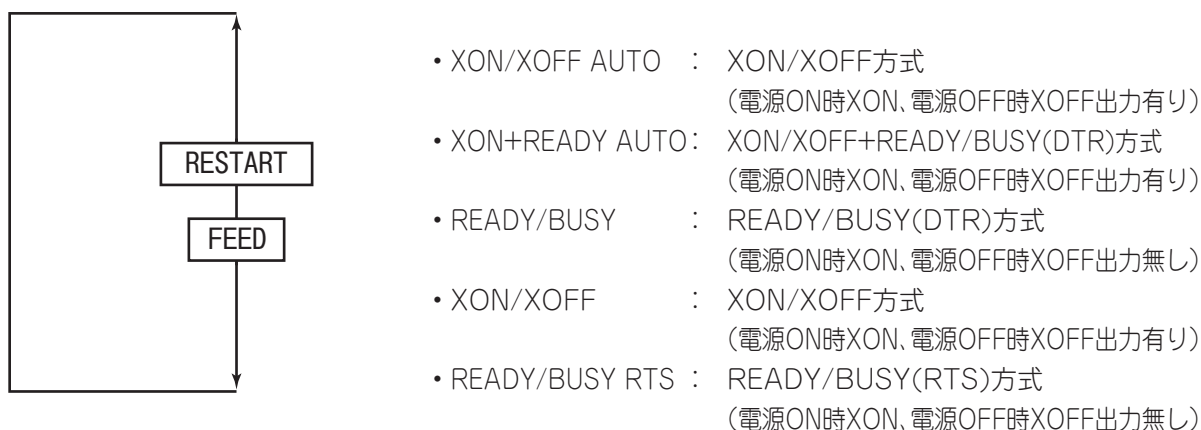 RESTART
FEED
・XON/XOFF AUTO : XON/XOFF方式
(電源ON時XON、電源OFF時XOFF出力有り)
・XON+READY AUTO: XON/XOFF+READY/BUSY(DTR)方式
(電源ON時XON、電源OFF時XOFF出力有り)
・READY/BUSY : READY/BUSY(DTR)方式
(電源ON時XON、電源OFF時XOFF出力無し)
・XON/XOFF : XON/XOFF方式
(電源ON時XON、電源OFF時XOFF出力有り)
・READY/BUSY RTS : READY/BUSY(RTS)方式
(電源ON時XON、電源OFF時XOFF出力無し)